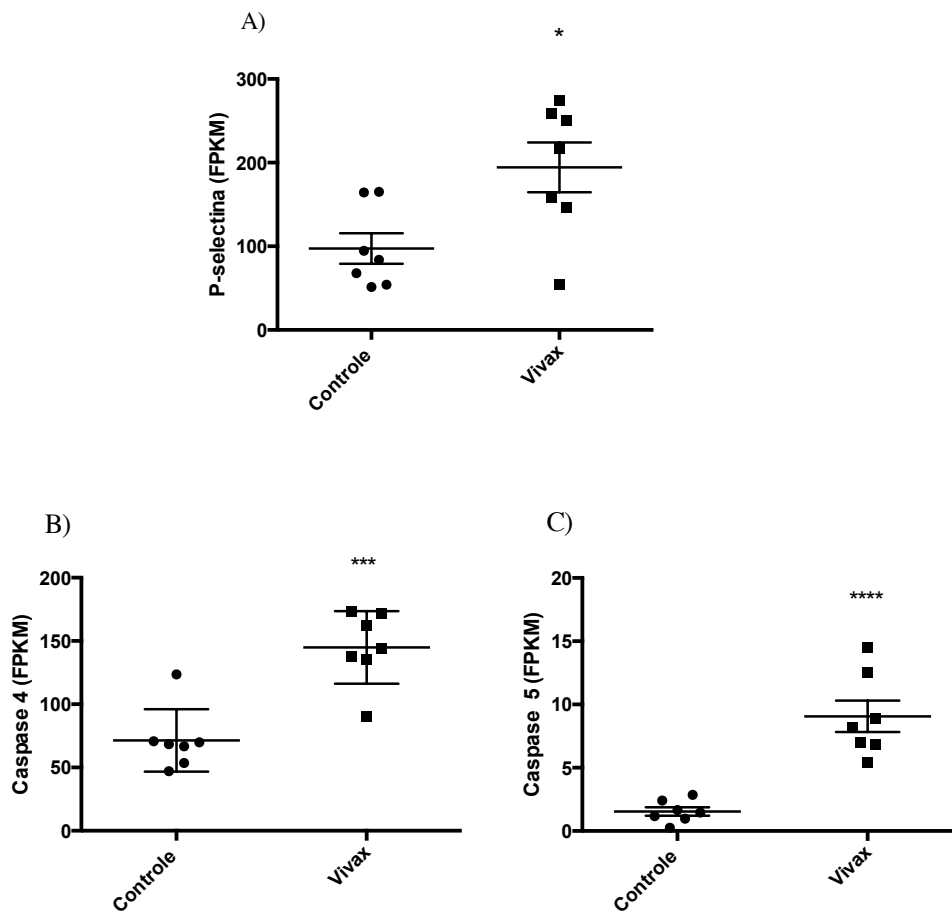 A)
*
P-selectina (FPKM)
300
200
100
0
Controle
Vivax
B)
***
Caspase 4 (FPKM)
200
150
100
50
0
Controle
Vivax
C)
****
Caspase 5 (FPKM)
20
15
10
5
0
Controle
Vivax